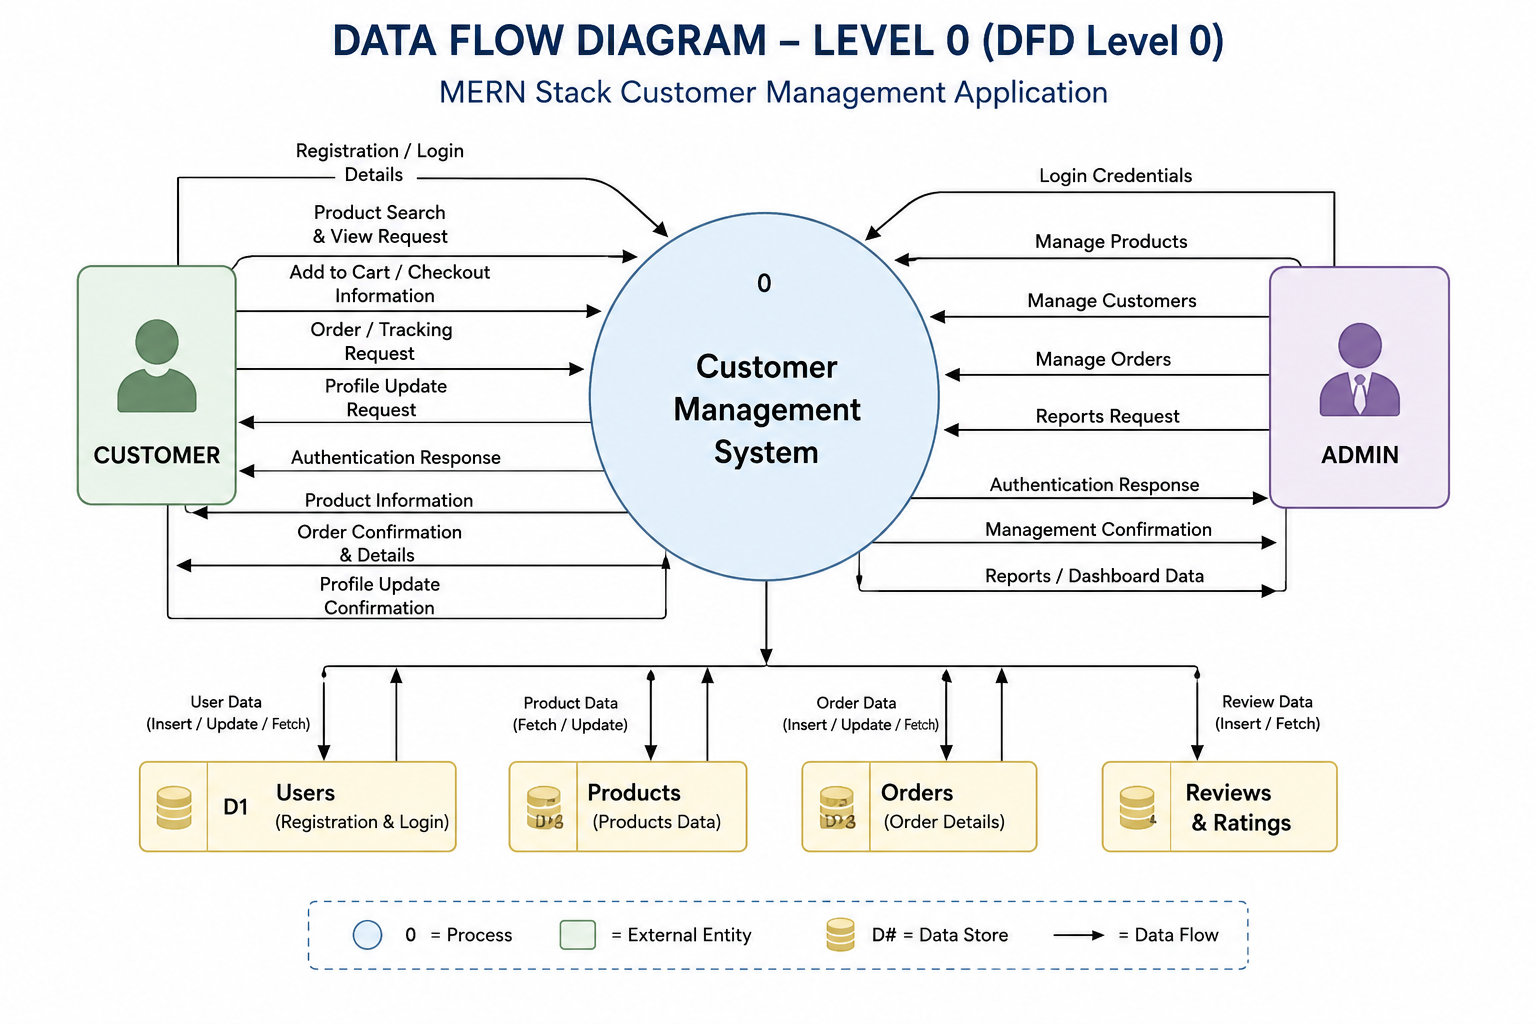 DATA FLOW DIAGRAM – LEVEL 0 (DFD Level 0)
MERN Stack Customer Management Application
Registration / Login
Details
Product Search
& View Request
Add to Cart / Checkout
Information
Order / Tracking
Request
Profile Update
Request
Authentication Response
Product Information
Order Confirmation
& Details
Profile Update
Confirmation
CUSTOMER
0
Customer
Management
System
Login Credentials
Manage Products
Manage Customers
Manage Orders
Reports Request
Authentication Response
Management Confirmation
Reports / Dashboard Data
ADMIN
User Data
(Insert / Update / Fetch)
Product Data
(Fetch / Update)
Order Data
(Insert / Update / Fetch)
Review Data
(Insert / Fetch)
D1
Users
(Registration & Login)
Products
(Products Data)
Orders
(Order Details)
Reviews
& Ratings
0 = Process
= External Entity
D# = Data Store
= Data Flow